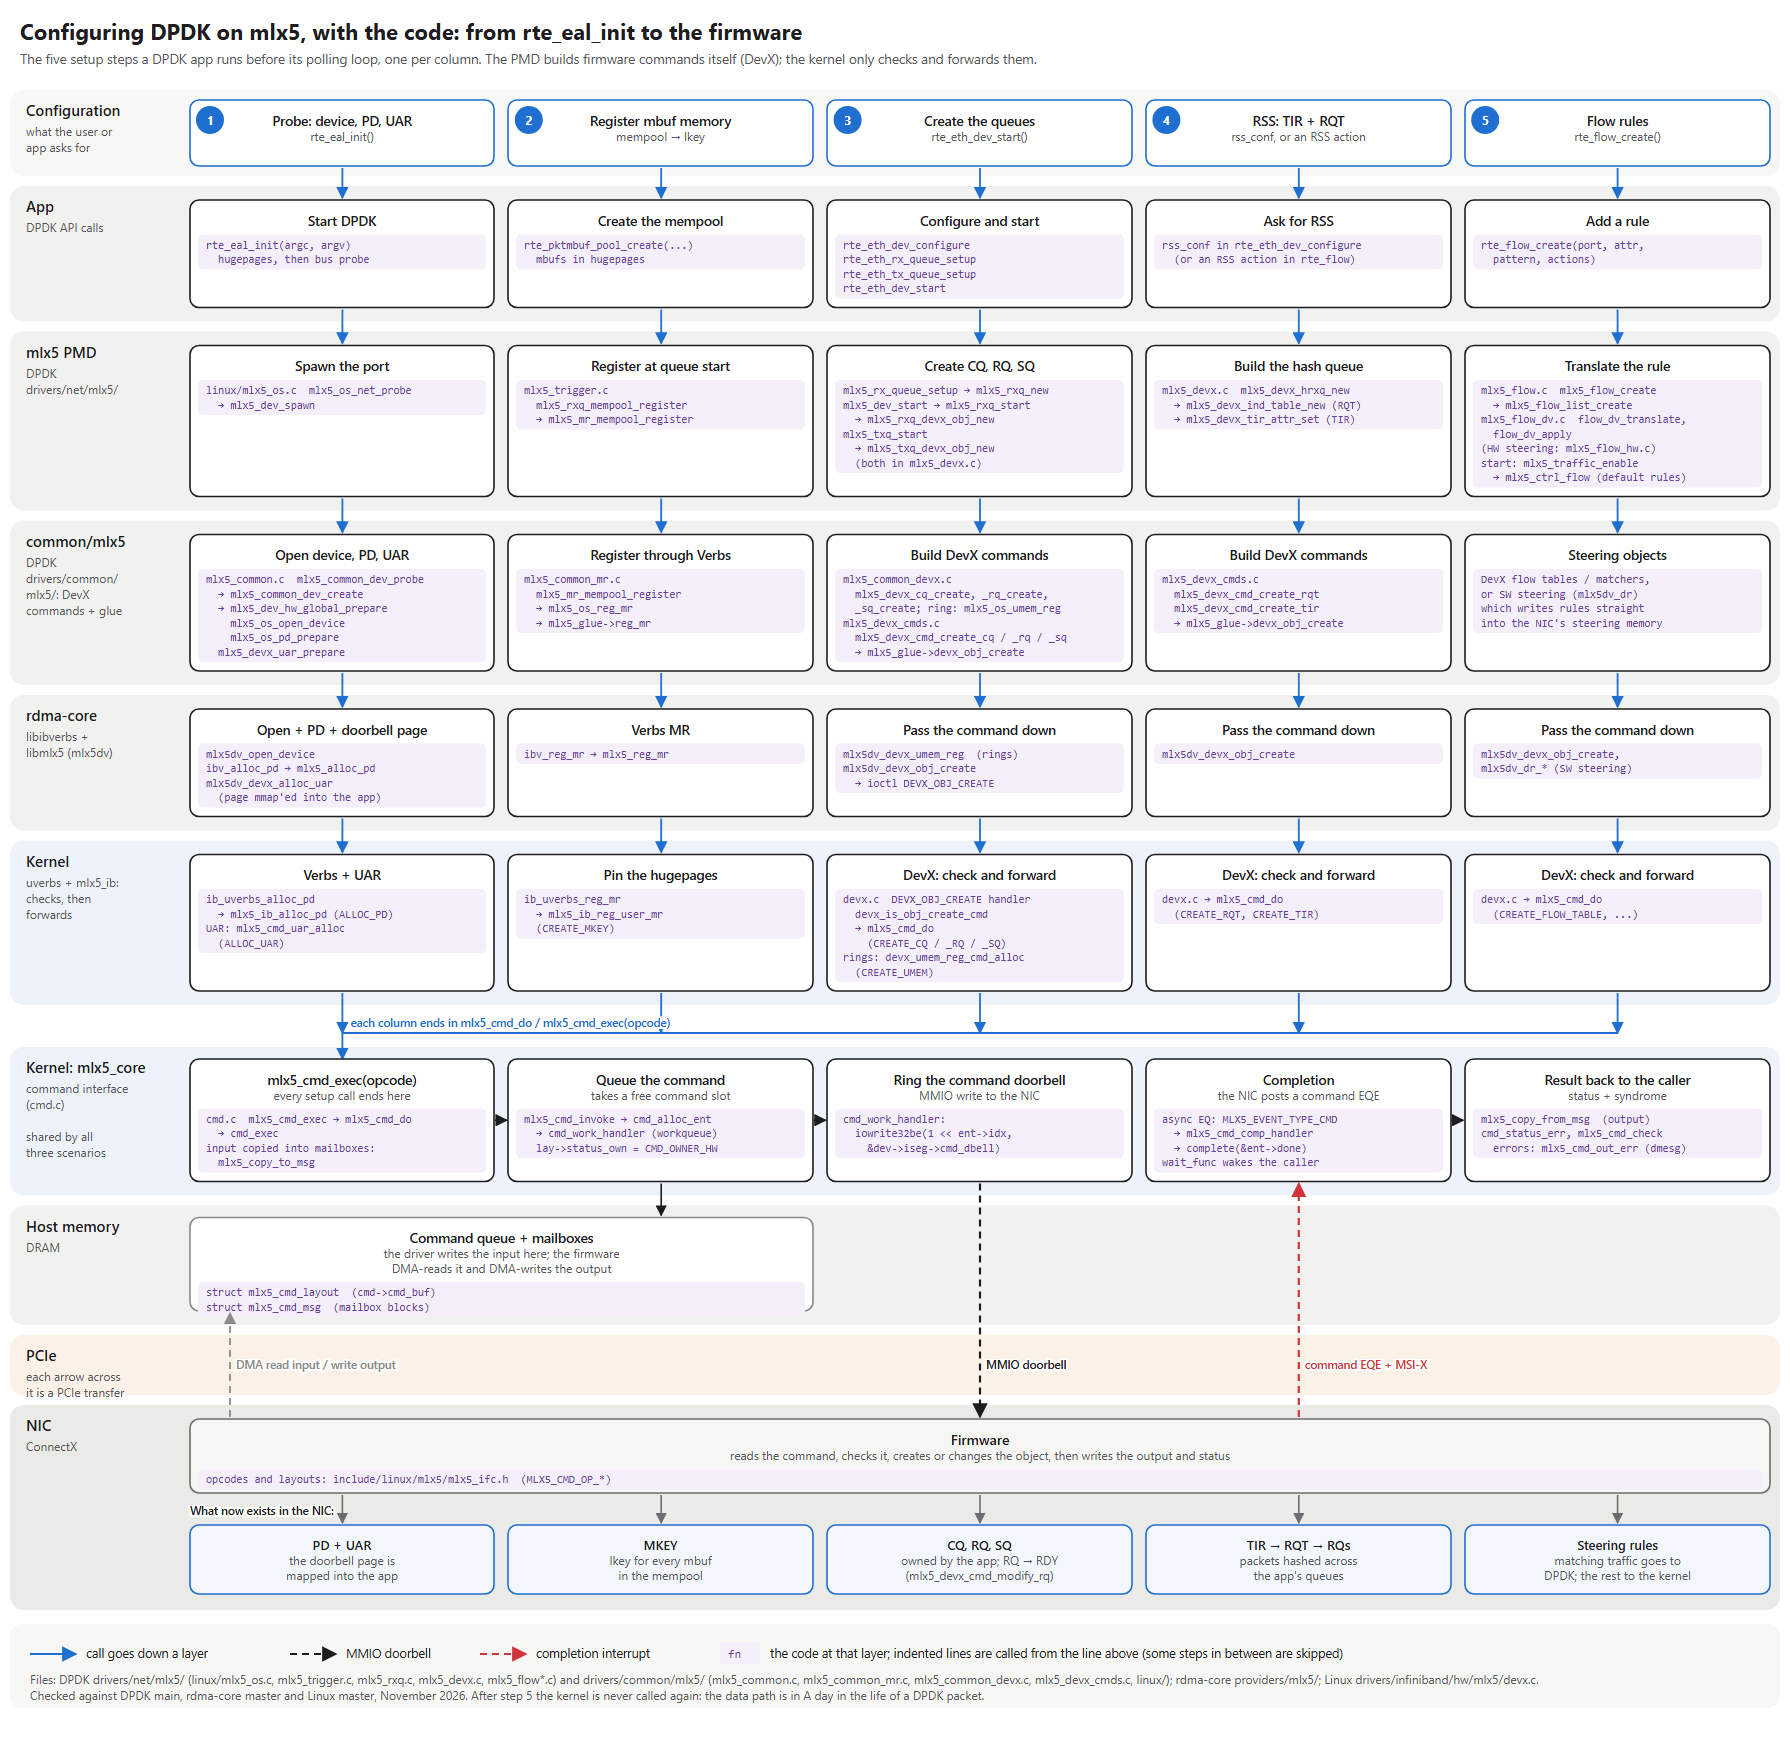 Configuring DPDK on mlx5, with the code: from rte_eal_init to the firmware
The five setup steps a DPDK app runs before its polling loop, one per column. The PMD builds firmware commands itself (DevX); the kernel only checks and forwards them.
Configuration
what the user or
app asks for
1
Probe: device, PD, UAR
rte_eal_init()
2
Register mbuf memory
mempool → lkey
3
Create the queues
rte_eth_dev_start()
4
RSS: TIR + RQT
rss_conf, or an RSS action
5
Flow rules
rte_flow_create()
App
DPDK API calls
Start DPDK
rte_eal_init(argc, argv)
hugepages, then bus probe
Create the mempool
rte_pktmbuf_pool_create(...)
mbufs in hugepages
Configure and start
rte_eth_dev_configure
rte_eth_rx_queue_setup
rte_eth_tx_queue_setup
rte_eth_dev_start
Ask for RSS
rss_conf in rte_eth_dev_configure
(or an RSS action in rte_flow)
Add a rule
rte_flow_create(port, attr,
pattern, actions)
mlx5 PMD
DPDK
drivers/net/mlx5/
Spawn the port
linux/mlx5_os.c  mlx5_os_net_probe
→ mlx5_dev_spawn
Register at queue start
mlx5_trigger.c
mlx5_rxq_mempool_register
→ mlx5_mr_mempool_register
Create CQ, RQ, SQ
mlx5_rx_queue_setup → mlx5_rxq_new
mlx5_dev_start → mlx5_rxq_start
→ mlx5_rxq_devx_obj_new
mlx5_txq_start
→ mlx5_txq_devx_obj_new
(both in mlx5_devx.c)
Build the hash queue
mlx5_devx.c  mlx5_devx_hrxq_new
→ mlx5_devx_ind_table_new (RQT)
→ mlx5_devx_tir_attr_set (TIR)
Translate the rule
mlx5_flow.c  mlx5_flow_create
→ mlx5_flow_list_create
mlx5_flow_dv.c  flow_dv_translate,
flow_dv_apply
(HW steering: mlx5_flow_hw.c)
start: mlx5_traffic_enable
→ mlx5_ctrl_flow (default rules)
common/mlx5
DPDK
drivers/common/
mlx5/: DevX
commands + glue
Open device, PD, UAR
mlx5_common.c  mlx5_common_dev_probe
→ mlx5_common_dev_create
→ mlx5_dev_hw_global_prepare
mlx5_os_open_device
mlx5_os_pd_prepare
mlx5_devx_uar_prepare
Register through Verbs
mlx5_common_mr.c
mlx5_mr_mempool_register
→ mlx5_os_reg_mr
→ mlx5_glue->reg_mr
Build DevX commands
mlx5_common_devx.c
mlx5_devx_cq_create, _rq_create,
_sq_create; ring: mlx5_os_umem_reg
mlx5_devx_cmds.c
mlx5_devx_cmd_create_cq / _rq / _sq
→ mlx5_glue->devx_obj_create
Build DevX commands
mlx5_devx_cmds.c
mlx5_devx_cmd_create_rqt
mlx5_devx_cmd_create_tir
→ mlx5_glue->devx_obj_create
Steering objects
DevX flow tables / matchers,
or SW steering (mlx5dv_dr)
which writes rules straight
into the NIC's steering memory
rdma-core
libibverbs +
libmlx5 (mlx5dv)
Open + PD + doorbell page
mlx5dv_open_device
ibv_alloc_pd → mlx5_alloc_pd
mlx5dv_devx_alloc_uar
(page mmap'ed into the app)
Verbs MR
ibv_reg_mr → mlx5_reg_mr
Pass the command down
mlx5dv_devx_umem_reg  (rings)
mlx5dv_devx_obj_create
→ ioctl DEVX_OBJ_CREATE
Pass the command down
mlx5dv_devx_obj_create
Pass the command down
mlx5dv_devx_obj_create,
mlx5dv_dr_* (SW steering)
Kernel
uverbs + mlx5_ib:
checks, then
forwards
Verbs + UAR
ib_uverbs_alloc_pd
→ mlx5_ib_alloc_pd (ALLOC_PD)
UAR: mlx5_cmd_uar_alloc
(ALLOC_UAR)
Pin the hugepages
ib_uverbs_reg_mr
→ mlx5_ib_reg_user_mr
(CREATE_MKEY)
DevX: check and forward
devx.c  DEVX_OBJ_CREATE handler
devx_is_obj_create_cmd
→ mlx5_cmd_do
(CREATE_CQ / _RQ / _SQ)
rings: devx_umem_reg_cmd_alloc
(CREATE_UMEM)
DevX: check and forward
devx.c → mlx5_cmd_do
(CREATE_RQT, CREATE_TIR)
DevX: check and forward
devx.c → mlx5_cmd_do
(CREATE_FLOW_TABLE, ...)
each column ends in mlx5_cmd_do / mlx5_cmd_exec(opcode)
Kernel: mlx5_core
command interface
(cmd.c)
shared by all
three scenarios
mlx5_cmd_exec(opcode)
every setup call ends here
cmd.c  mlx5_cmd_exec → mlx5_cmd_do
→ cmd_exec
input copied into mailboxes:
mlx5_copy_to_msg
Queue the command
takes a free command slot
mlx5_cmd_invoke → cmd_alloc_ent
→ cmd_work_handler (workqueue)
lay->status_own = CMD_OWNER_HW
Ring the command doorbell
MMIO write to the NIC
cmd_work_handler:
iowrite32be(1 << ent->idx,
&dev->iseg->cmd_dbell)
Completion
the NIC posts a command EQE
async EQ: MLX5_EVENT_TYPE_CMD
→ mlx5_cmd_comp_handler
→ complete(&ent->done)
wait_func wakes the caller
Result back to the caller
status + syndrome
mlx5_copy_from_msg  (output)
cmd_status_err, mlx5_cmd_check
errors: mlx5_cmd_out_err (dmesg)
Host memory
DRAM
Command queue + mailboxes
the driver writes the input here; the firmware
DMA-reads it and DMA-writes the output
struct mlx5_cmd_layout  (cmd->cmd_buf)
struct mlx5_cmd_msg  (mailbox blocks)
PCIe
each arrow across
it is a PCIe transfer
DMA read input / write output
MMIO doorbell
command EQE + MSI-X
NIC
ConnectX
Firmware
reads the command, checks it, creates or changes the object, then writes the output and status
opcodes and layouts: include/linux/mlx5/mlx5_ifc.h  (MLX5_CMD_OP_*)
What now exists in the NIC:
PD + UAR
the doorbell page is
mapped into the app
MKEY
lkey for every mbuf
in the mempool
CQ, RQ, SQ
owned by the app; RQ → RDY
(mlx5_devx_cmd_modify_rq)
TIR → RQT → RQs
packets hashed across
the app's queues
Steering rules
matching traffic goes to
DPDK; the rest to the kernel
call goes down a layer
MMIO doorbell
completion interrupt
fn
the code at that layer; indented lines are called from the line above (some steps in between are skipped)
Files: DPDK drivers/net/mlx5/ (linux/mlx5_os.c, mlx5_trigger.c, mlx5_rxq.c, mlx5_devx.c, mlx5_flow*.c) and drivers/common/mlx5/ (mlx5_common.c, mlx5_common_mr.c, mlx5_common_devx.c, mlx5_devx_cmds.c, linux/); rdma-core providers/mlx5/; Linux drivers/infiniband/hw/mlx5/devx.c.
Checked against DPDK main, rdma-core master and Linux master, November 2026. After step 5 the kernel is never called again: the data path is in A day in the life of a DPDK packet.